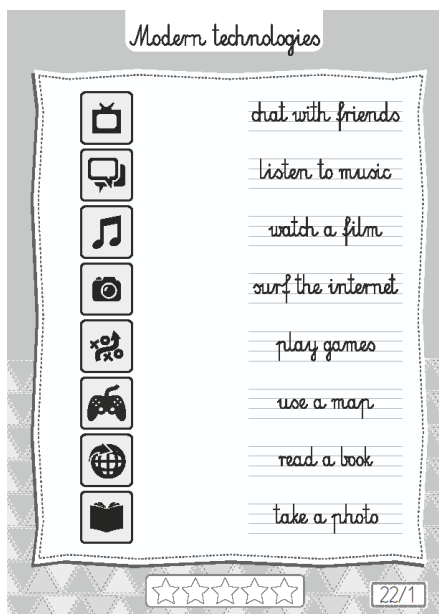 Modern technologies
chat with friends
listen to music
watch a film
surf the internet
play games
use a map
read a book
take a photo
22/1